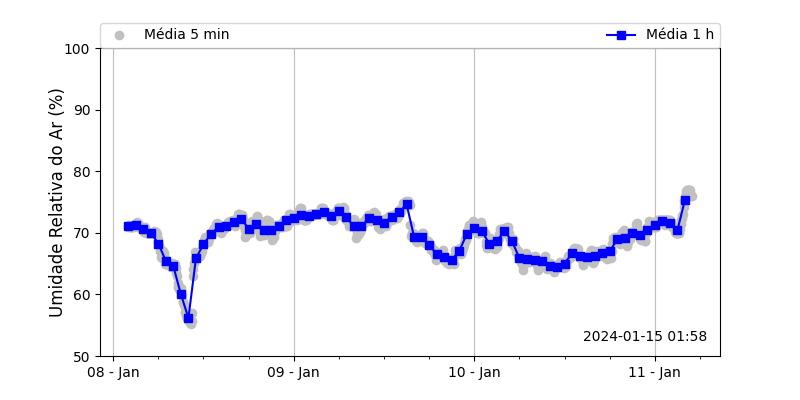 Média 5 min
Média 1 h
Umidade Relativa do Ar (%)
100
90
80
70
60
50
2024-01-15 01:58
08 - Jan
09 - Jan
10 - Jan
11 - Jan